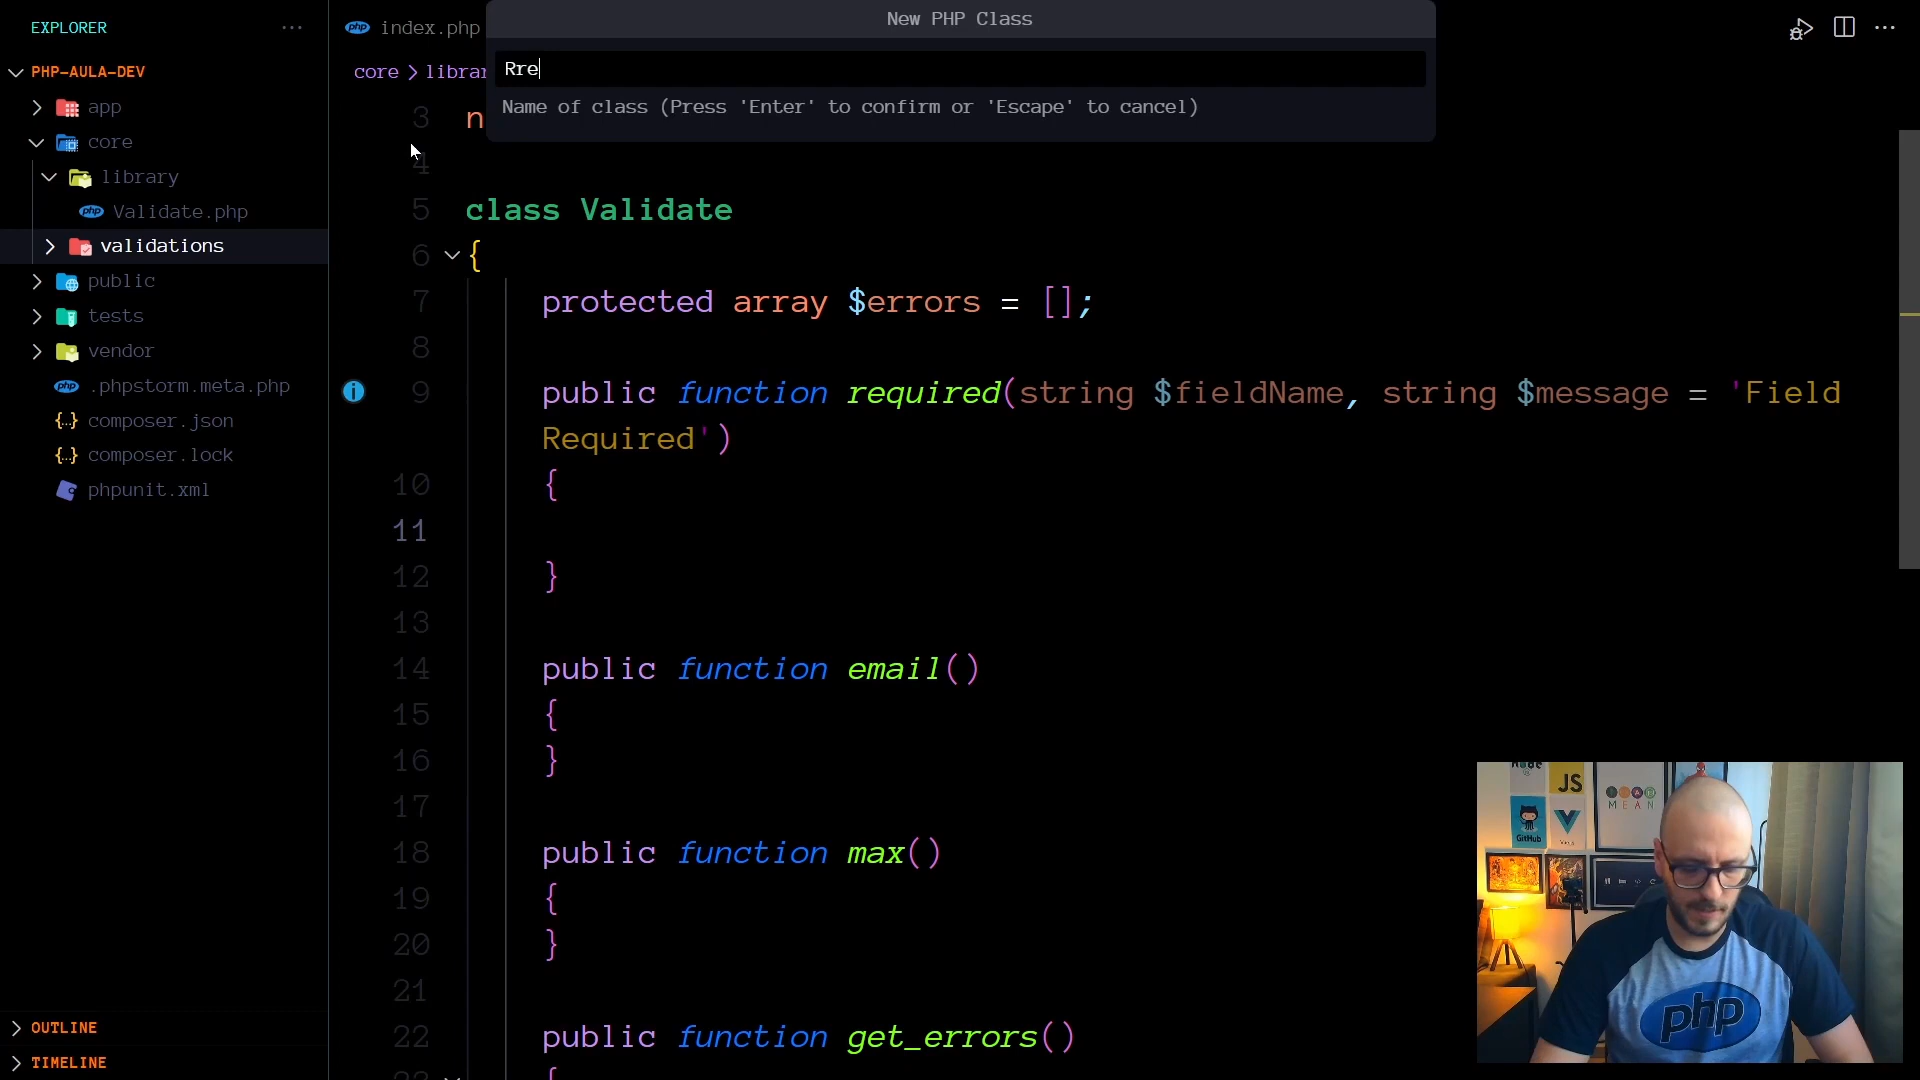 EXPLORER
PHP-AULA-DEV
app
core
library
Validate.php
validations
public
tests
vendor
.phpstorm.meta.php
composer.json
composer.lock
phpunit.xml
OUTLINE
TIMELINE
index.php
core > librar
New PHP Class
Rre
Name of class (Press 'Enter' to confirm or 'Escape' to cancel)
3 n
4
5 class Validate
6 {
7 protected array $errors = [];
8
9 public function required(string $fieldName, string $message = 'Field
Required')
10 {
11
12 }
13
14 public function email()
15 {
16 }
17
18 public function max()
19 {
20 }
21
22 public function get_errors()
23 {
JS
GitHub
MEAN
php